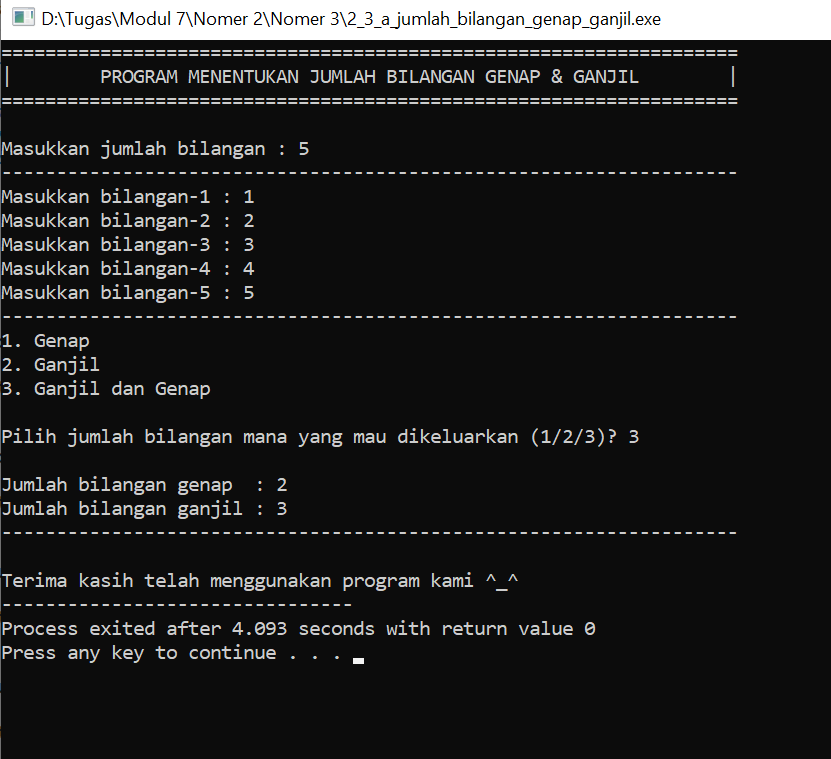 D:\Tugas\Modul 7\Nomer 2\Nomer 3\2_3_a_jumlah_bilangan_genap_ganjil.exe
===================================================================
|        PROGRAM MENENTUKAN JUMLAH BILANGAN GENAP & GANJIL        |
===================================================================
Masukkan jumlah bilangan : 5
-------------------------------------------------------------------
Masukkan bilangan-1 : 1
Masukkan bilangan-2 : 2
Masukkan bilangan-3 : 3
Masukkan bilangan-4 : 4
Masukkan bilangan-5 : 5
-------------------------------------------------------------------
1. Genap
2. Ganjil
3. Ganjil dan Genap
Pilih jumlah bilangan mana yang mau dikeluarkan (1/2/3)? 3
Jumlah bilangan genap  : 2
Jumlah bilangan ganjil : 3
-------------------------------------------------------------------
Terima kasih telah menggunakan program kami ^_^
--------------------------------
Process exited after 4.093 seconds with return value 0
Press any key to continue . . .